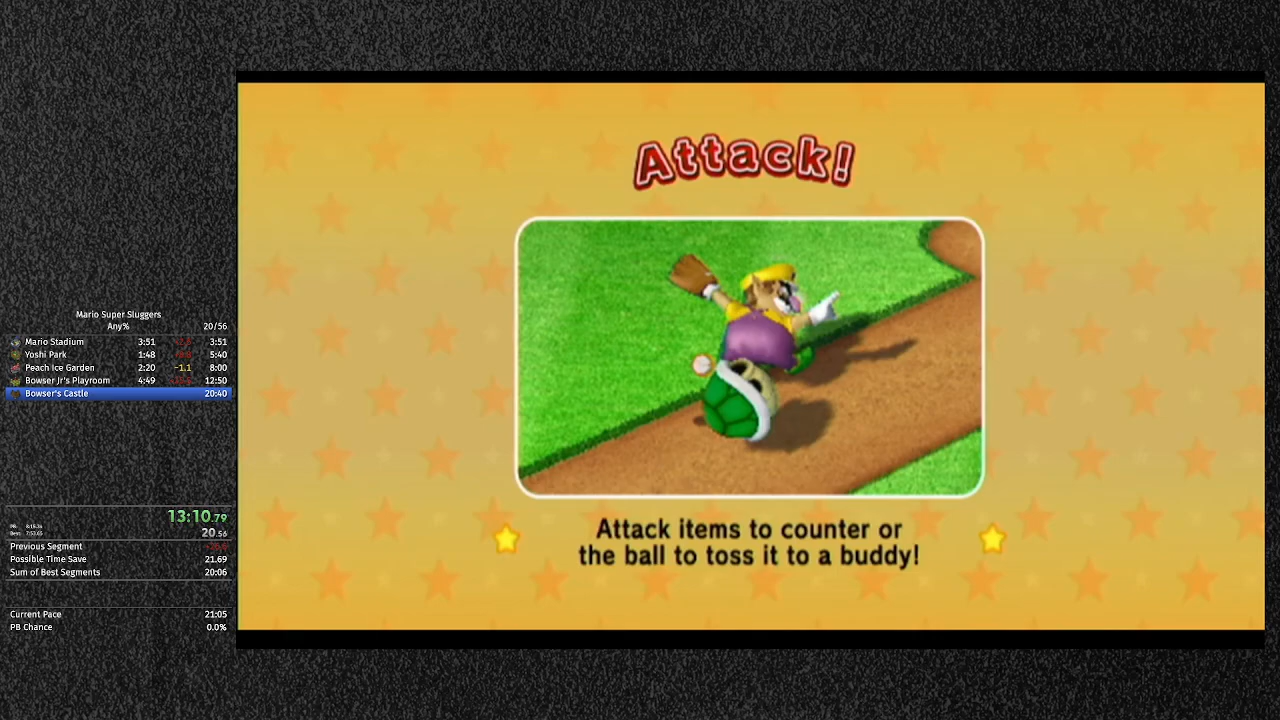 Attack!
Attack items to counter or
the ball to toss it to a buddy!
Mario Super Sluggers
Any% 20/56
Mario Stadium 3:51 3:51
Yoshi Park 1:48 5:40
Peach Ice Garden 2:20 -1.1 8:00
Bowser Jr's Playroom 4:49 12:50
Bowser's Castle 20:40
13:10.79
20.56
Previous Segment
Possible Time Save 21.69
Sum of Best Segments 20:06
Current Pace 21:05
PB Chance 0.0%